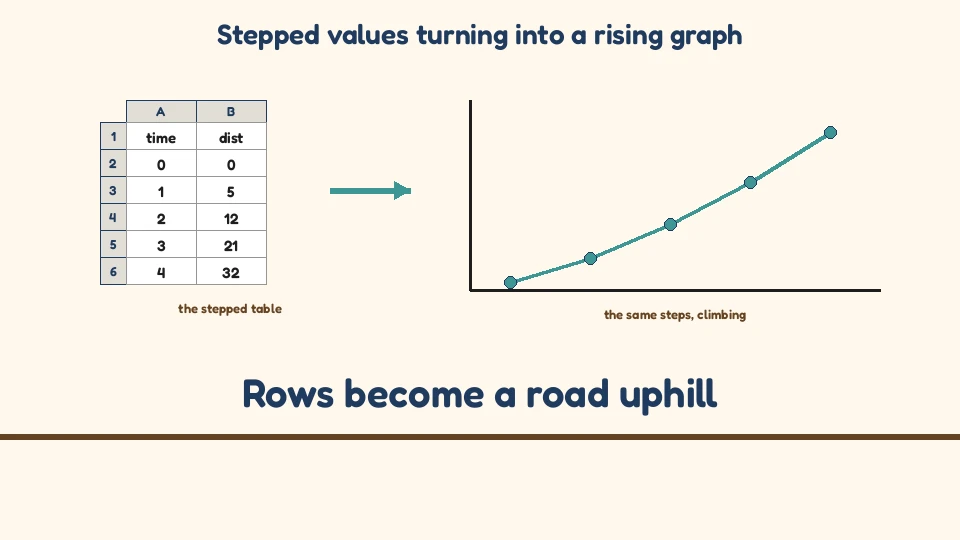 Stepped values turning into a rising graph
A B
1 time dist
2 0 0
3 1 5
4 2 12
5 3 21
6 4 32
the stepped table
the same steps, climbing
Rows become a road uphill